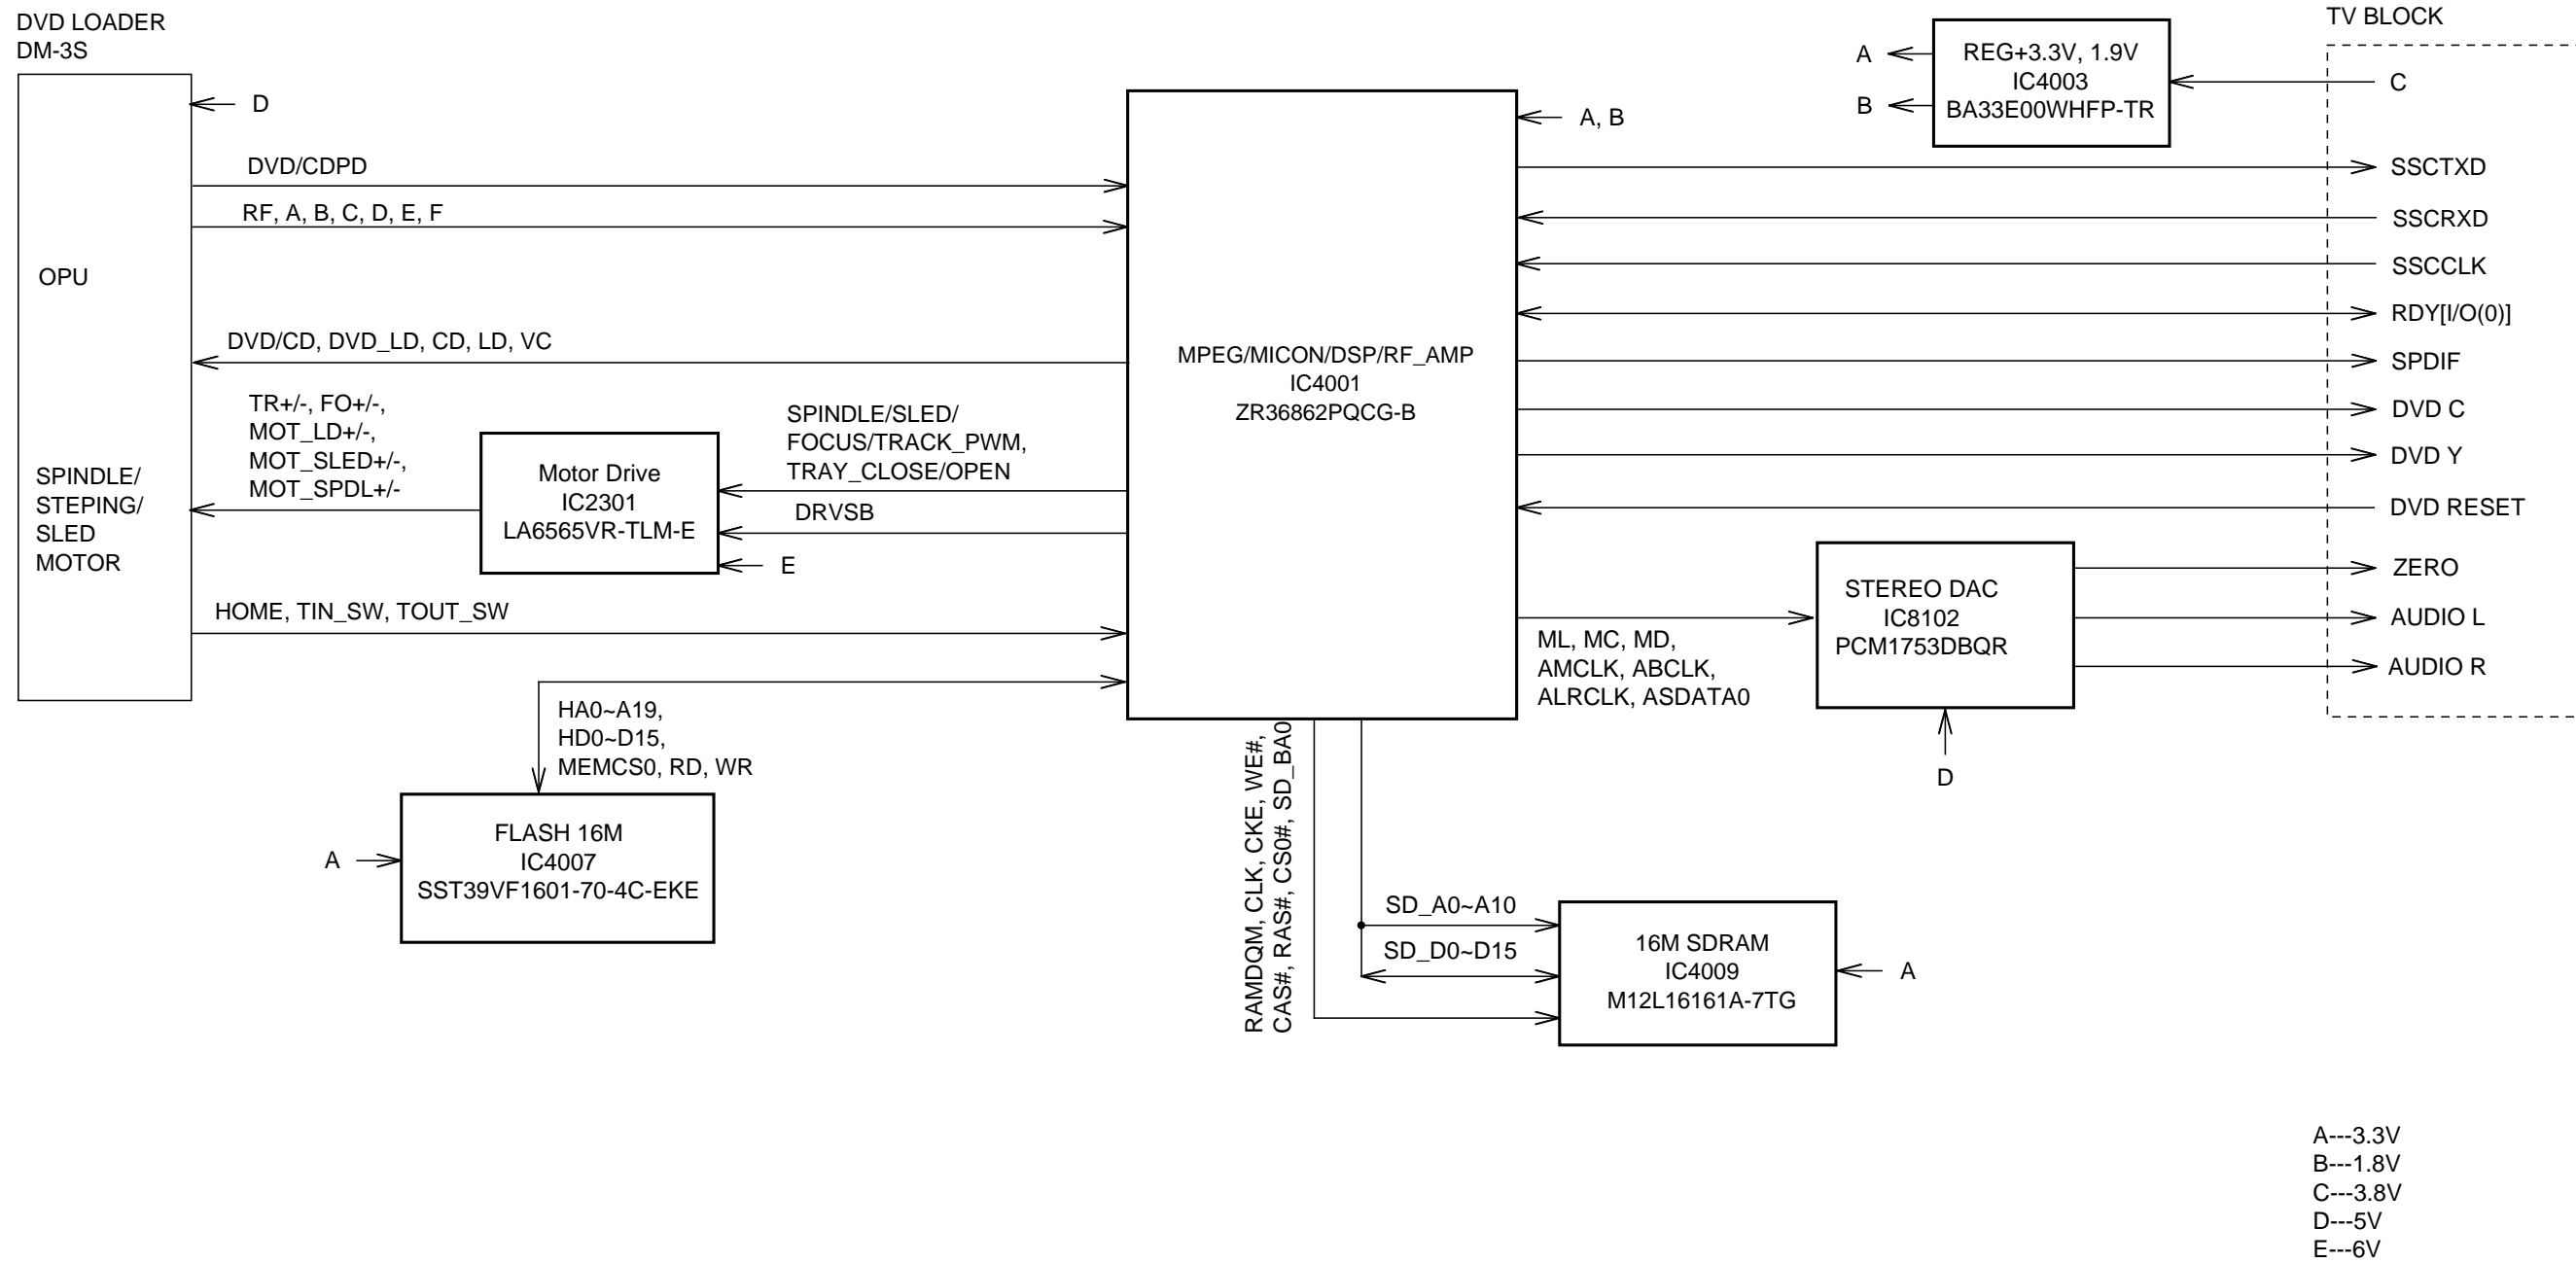 DVD LOADER
DM-3S
D
DVD/CDPD
RF, A, B, C, D, E, F
OPU
DVD/CD, DVD_LD, CD, LD, VC
TR+/-, FO+/-,
MOT_LD+/-,
MOT_SLED+/-,
MOT_SPDL+/-
SPINDLE/
STEPING/
SLED
MOTOR
Motor Drive
IC2301
LA6565VR-TLM-E
SPINDLE/SLED/
FOCUS/TRACK_PWM,
TRAY_CLOSE/OPEN
DRVSB
E
HOME, TIN_SW, TOUT_SW
HA0~A19,
HD0~D15,
MEMCS0, RD, WR
A
FLASH 16M
IC4007
SST39VF1601-70-4C-EKE
MPEG/MICON/DSP/RF_AMP
IC4001
ZR36862PQCG-B
A, B
A
B
REG+3.3V, 1.9V
IC4003
BA33E00WHFP-TR
TV BLOCK
C
SSCTXD
SSCRXD
SSCCLK
RDY[I/O(0)]
SPDIF
DVD C
DVD Y
DVD RESET
ZERO
AUDIO L
AUDIO R
STEREO DAC
IC8102
PCM1753DBQR
D
ML, MC, MD,
AMCLK, ABCLK,
ALRCLK, ASDATA0
RAMDQM, CLK, CKE, WE#,
CAS#, RAS#, CS0#, SD_BA0
SD_A0~A10
SD_D0~D15
16M SDRAM
IC4009
M12L16161A-7TG
A
A---3.3V
B---1.8V
C---3.8V
D---5V
E---6V